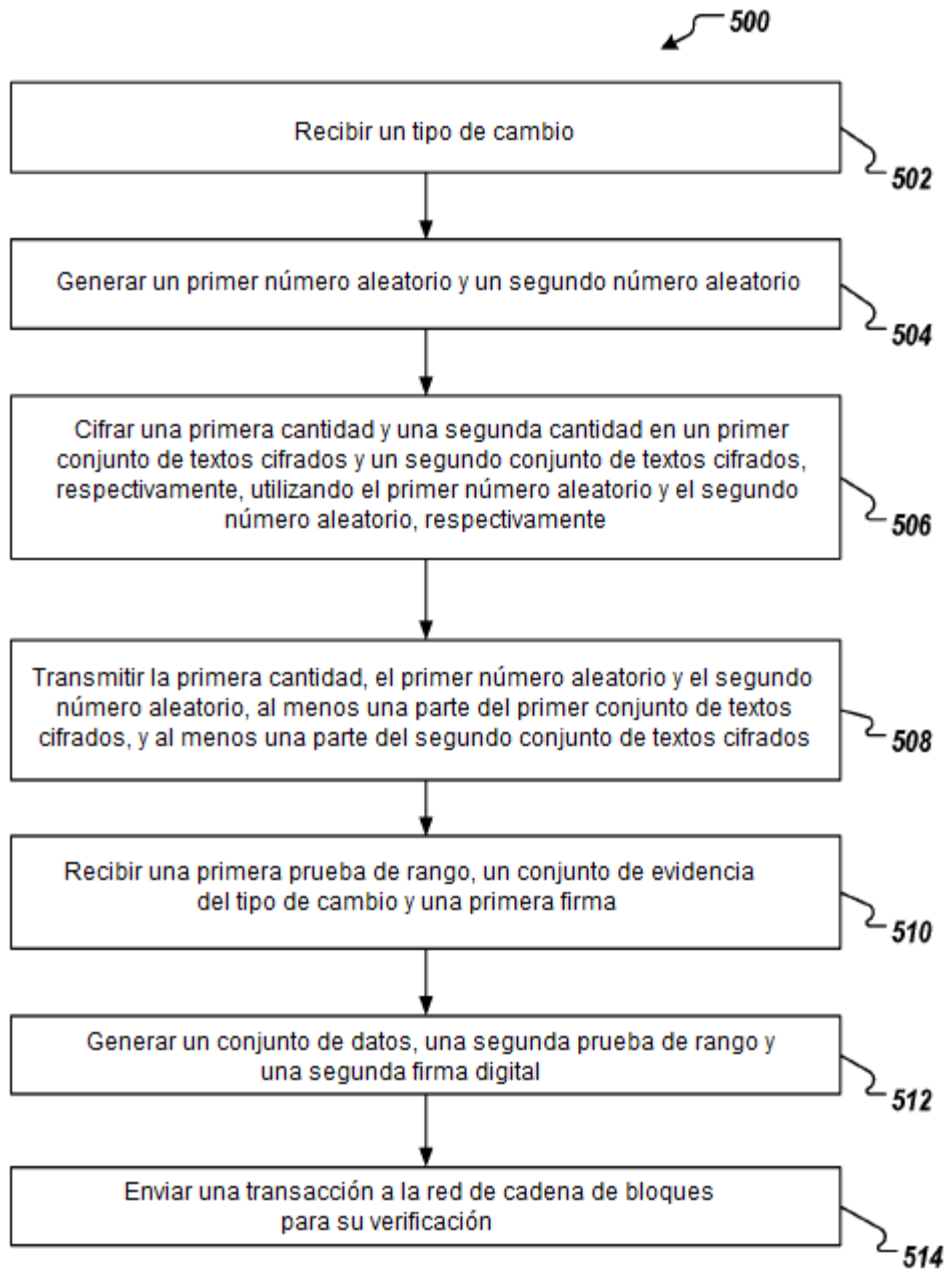 500
Recibir un tipo de cambio
502
Generar un primer número aleatorio y un segundo número aleatorio
504
Cifrar una primera cantidad y una segunda cantidad en un primer
conjunto de textos cifrados y un segundo conjunto de textos cifrados,
respectivamente, utilizando el primer número aleatorio y el segundo
número aleatorio, respectivamente
506
Transmitir la primera cantidad, el primer número aleatorio y el segundo
número aleatorio, al menos una parte del primer conjunto de textos
cifrados, y al menos una parte del segundo conjunto de textos cifrados
508
Recibir una primera prueba de rango, un conjunto de evidencia
del tipo de cambio y una primera firma
510
Generar un conjunto de datos, una segunda prueba de rango y
una segunda firma digital
512
Enviar una transacción a la red de cadena de bloques
para su verificación
514